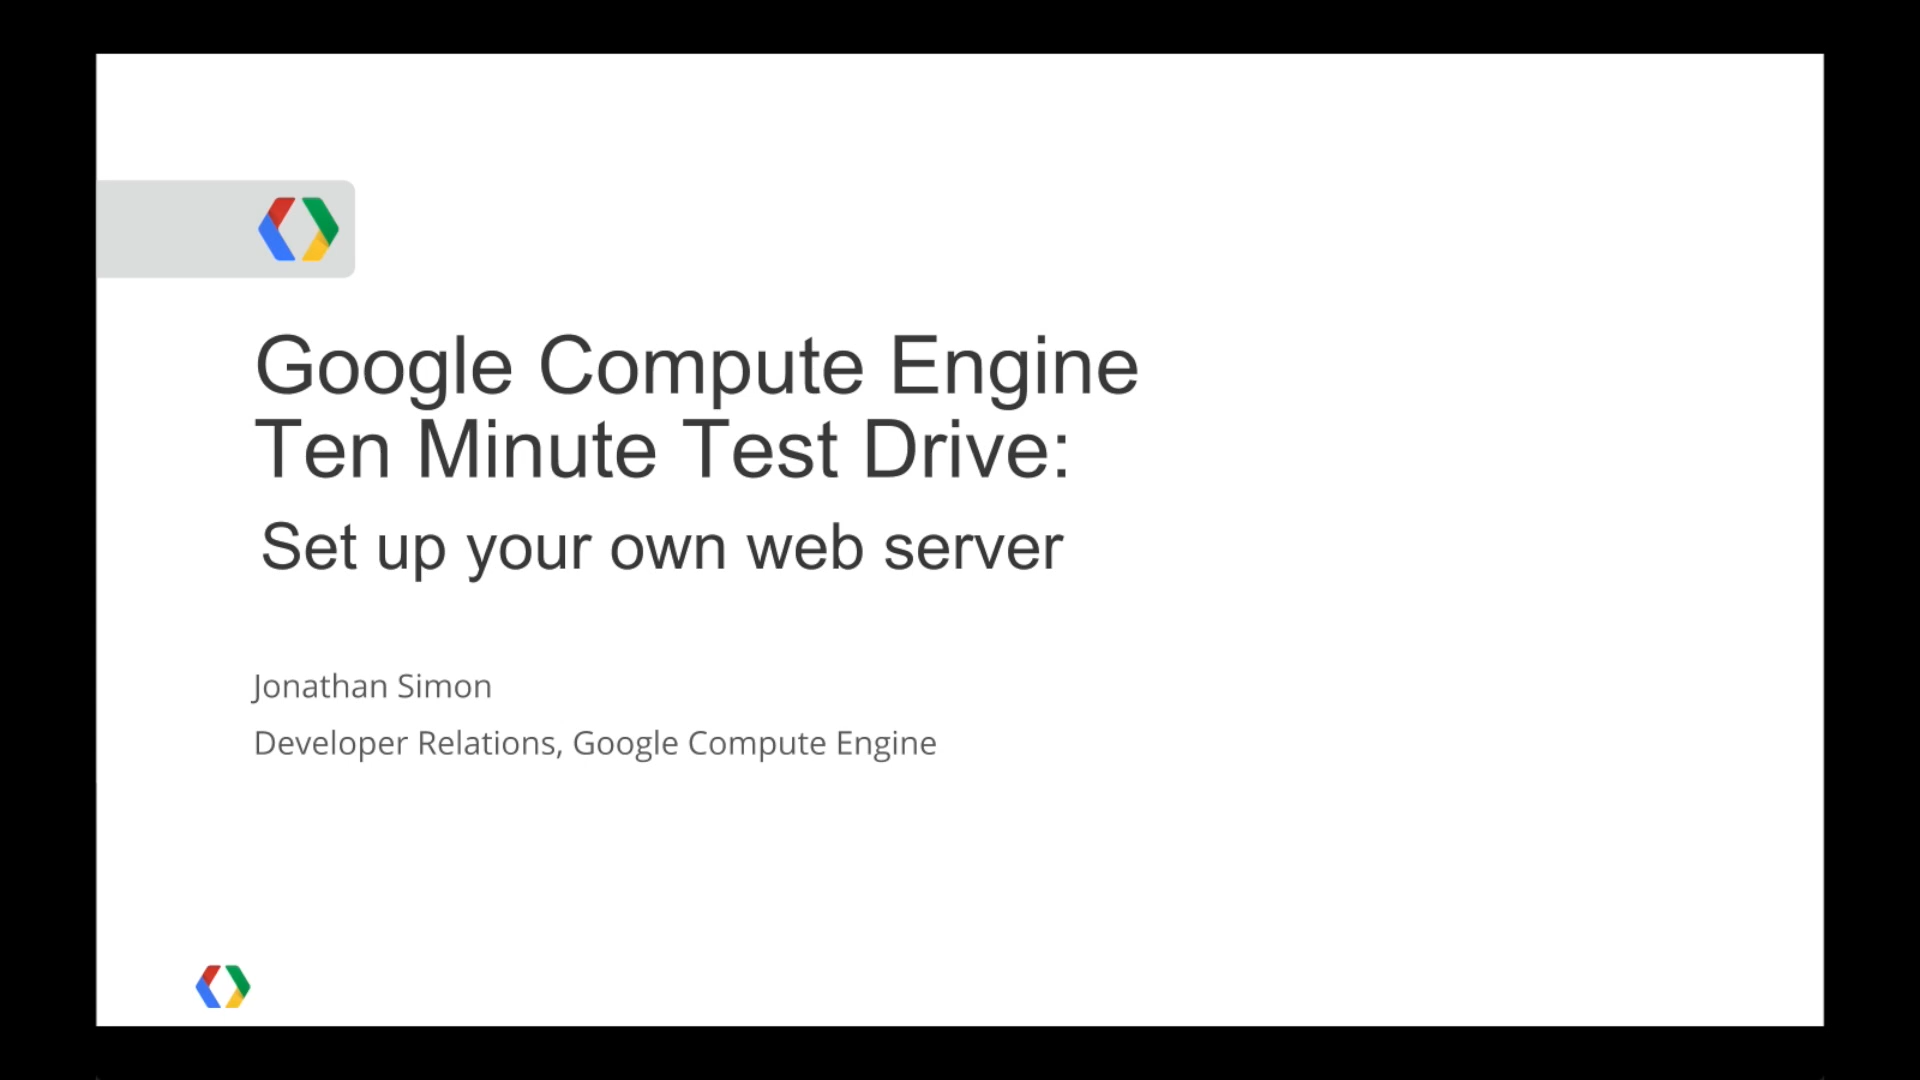 Google Compute Engine
Ten Minute Test Drive:
Set up your own web server
Jonathan Simon
Developer Relations, Google Compute Engine